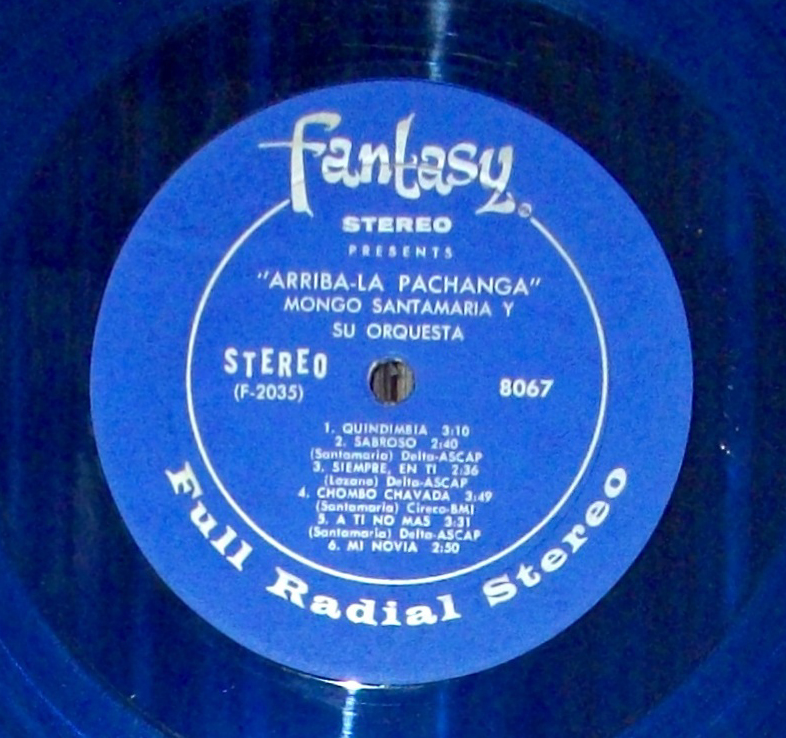 fantasy®
STEREO
PRESENTS
"ARRIBA-LA PACHANGA"
MONGO SANTAMARIA Y
SU ORQUESTA
STEREO
(F-2035)
8067
1. QUINDIMBIA 3:10
2. SABROSO 2:40
(Santamaria) Delta-ASCAP
3. SIEMPRE, EN TI 2:36
(Lozano) Delta-ASCAP
4. CHOMBO CHAVADA 3:49
(Santamaria) Cireco-BMI
5. A TI NO MAS 3:31
(Santamaria) Delta-ASCAP
6. MI NOVIA 2:50
Full Radial Stereo